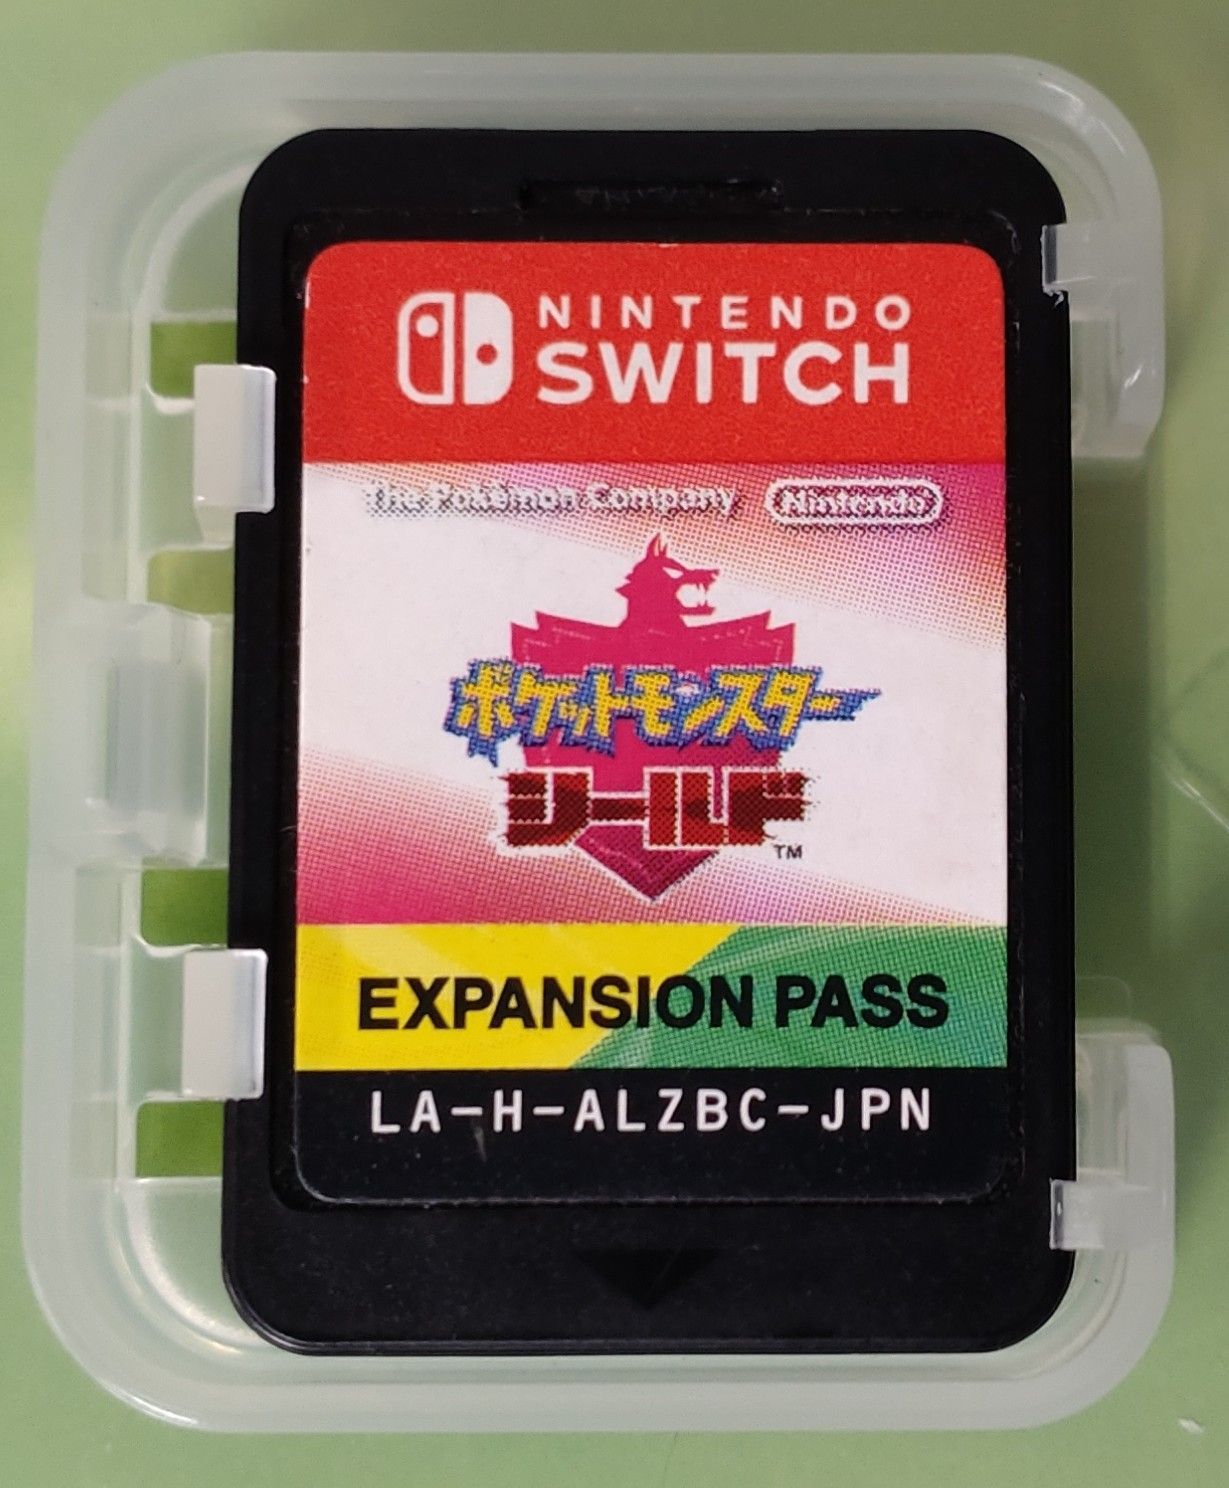 NINTENDO
SWITCH
The Pokémon Company Nintendo
ポケットモンスター
シールド
TM
EXPANSION PASS
LA-H-ALZBC-JPN